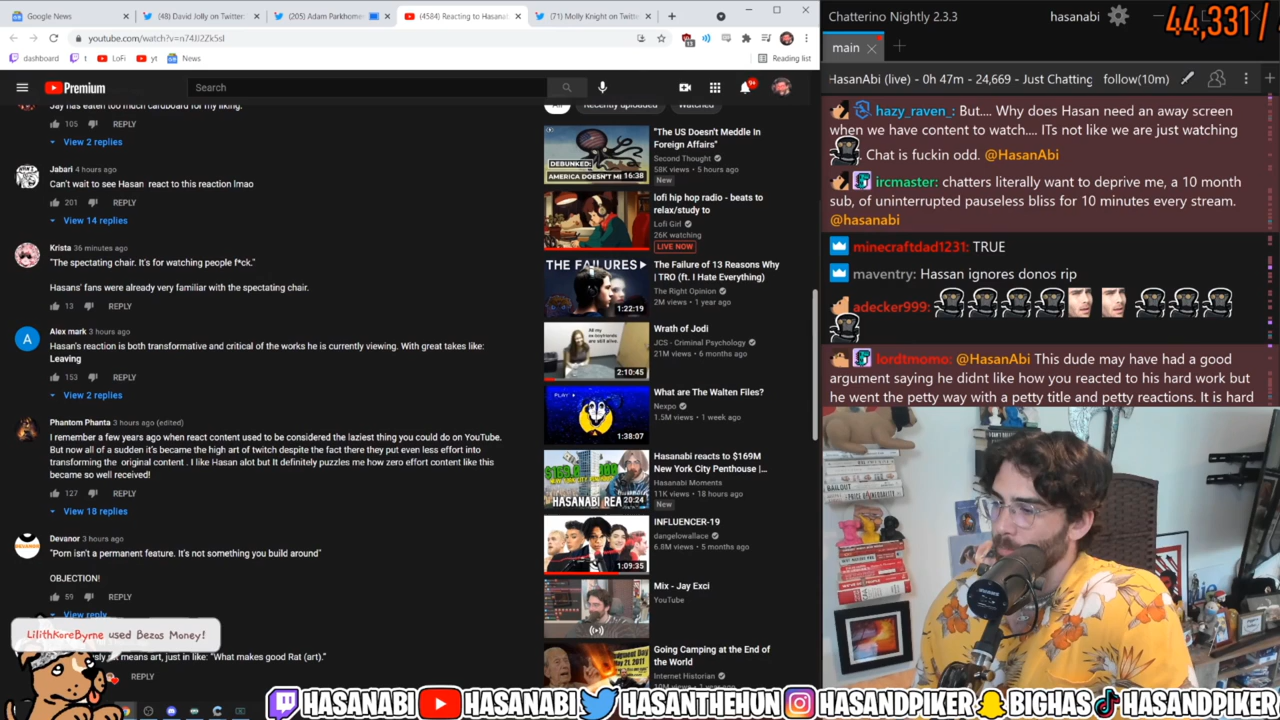 Google News
(48) David Jolly on Twitter:
(205) Adam Parkhome
(4584) Reacting to Hasana
(71) Molly Knight on Twitte
youtube.com/watch?v=n74JJ2Zk5sI
dashboard
t
LoFi
yt
News
Reading list
Premium
Search
9+
Jay has eaten too much cardboard for my liking.
105 REPLY
View 2 replies
Jabari 4 hours ago
Can't wait to see Hasan react to this reaction lmao
201 REPLY
View 14 replies
Krista 36 minutes ago
"The spectating chair. It's for watching people f*ck."
Hasans' fans were already very familiar with the spectating chair.
13 REPLY
A
Alex mark 3 hours ago
Hasan's reaction is both transformative and critical of the works he is currently viewing. With great takes like:
Leaving
153 REPLY
View 2 replies
Phantom Phanta 3 hours ago (edited)
I remember a few years ago when react content used to be considered the laziest thing you could do on YouTube.
But now all of a sudden it's became the high art of twitch despite the fact there they put even less effort into
transforming the original content . I like Hasan alot but It definitely puzzles me how zero effort content like this
became so well received!
127 REPLY
View 18 replies
Devanor 3 hours ago
"Porn isn't a permanent feature. It's not something you build around"
OBJECTION!
59 REPLY
View reply
LilithKoreByrne used Bezos Money!
means art, just in like: "What makes good Rat (art)."
REPLY
All
Recently uploaded
Watched
DEBUNKED:
AMERICA DOESN'T ME
16:38
"The US Doesn't Meddle In
Foreign Affairs"
Second Thought
58K views • 5 hours ago
New
lofi hip hop radio - beats to
relax/study to
Lofi Girl
26K watching
LIVE NOW
THE FAILURES
1:22:19
The Failure of 13 Reasons Why
| TRO (ft. I Hate Everything)
The Right Opinion
2M views • 1 year ago
2:10:45
Wrath of Jodi
JCS - Criminal Psychology
21M views • 6 months ago
PLAY
1:38:07
What are The Walten Files?
Nexpo
1.5M views • 1 week ago
HASANABI REA
20:24
Hasanabi reacts to $169M
New York City Penthouse |...
Hasanabi Moments
11K views • 18 hours ago
New
1:09:35
INFLUENCER-19
dangelowallace
6.8M views • 5 months ago
Mix - Jay Exci
YouTube
Going Camping at the End of
the World
Internet Historian
Chatterino Nightly 2.3.3
hasanabi
44,331/
main
HasanAbi (live) - 0h 47m - 24,669 - Just Chatting
follow(10m)
hazy_raven_: But.... Why does Hasan need an away screen
when we have content to watch.... ITs not like we are just watching
. Chat is fuckin odd. @HasanAbi
ircmaster: chatters literally want to deprive me, a 10 month
sub, of uninterrupted pauseless bliss for 10 minutes every stream.
@hasanabi
minecraftdad1231: TRUE
maventry: Hassan ignores donos rip
adecker999:
lordtmomo: @HasanAbi This dude may have had a good
argument saying he didnt like how you reacted to his hard work but
he went the petty way with a petty title and petty reactions. It is hard
HASANABI HASANABI HASANTHEHUN HASANDPIKER BIGHAS HASANDPIKER